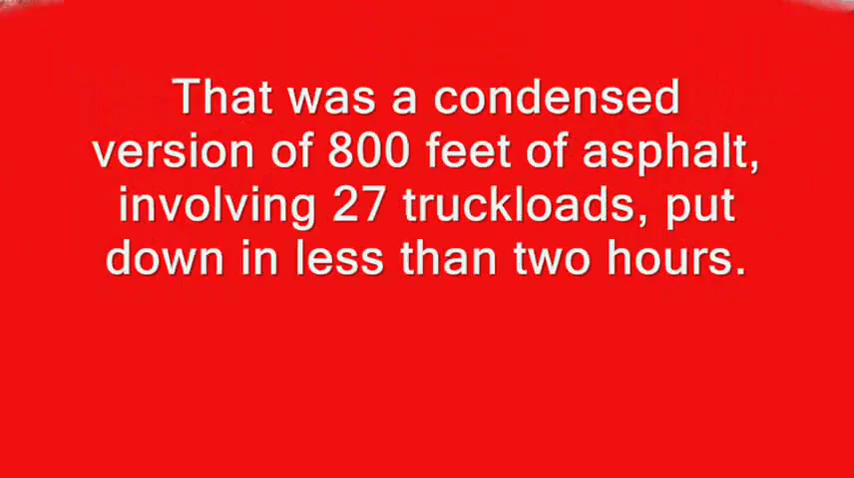 That was a condensed
version of 800 feet of asphalt,
involving 27 truckloads, put
down in less than two hours.